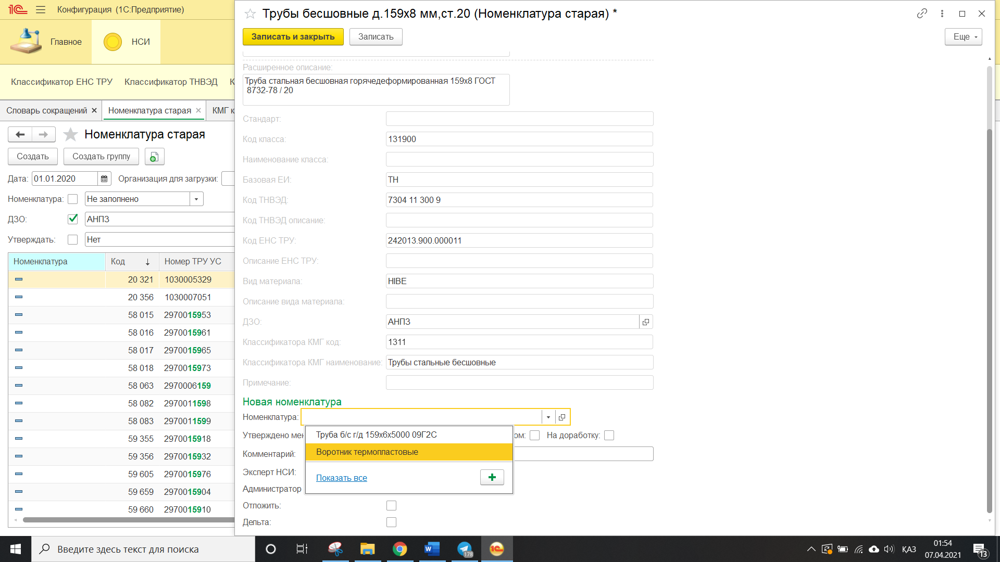 Конфигурация (1С:Предприятие)
Главное
НСИ
Классификатор ЕНС ТРУ
Классификатор ТНВЭД
К
Словарь сокращений
Номенклатура старая
КМГ к
Номенклатура старая
Создать
Создать группу
Дата:
01.01.2020
Организация для загрузки:
Номенклатура:
Не заполнено
ДЗО:
АНПЗ
Утверждать:
Нет
Номенклатура Код Номер ТРУ УС
20 321 1030005329
20 356 1030007051
58 015 2970015953
58 016 2970015961
58 017 2970015965
58 018 2970015973
58 063 2970006159
58 082 2970011598
58 083 2970011599
59 355 2970015918
59 356 2970015932
59 605 2970015976
59 659 2970015904
59 660 2970015910
Трубы бесшовные д.159х8 мм,ст.20 (Номенклатура старая) *
Записать и закрыть
Записать
Еще
Расширенное описание:
Труба стальная бесшовная горячедеформированная 159х8 ГОСТ
8732-78 / 20
Стандарт:
Код класса:
131900
Наименование класса:
Базовая ЕИ:
ТН
Код ТНВЭД:
7304 11 300 9
Код ТНВЭД описание:
Код ЕНС ТРУ:
242013.900.000011
Описание ЕНС ТРУ:
Вид материала:
HIBE
Описание вида материала:
ДЗО:
АНПЗ
Классификатора КМГ код:
1311
Классификатора КМГ наименование:
Трубы стальные бесшовные
Примечание:
Новая номенклатура
Номенклатура:
Труба б/с г/д 159х6х5000 09Г2С
Воротник термопластовые
Показать все
Утверждено мен
ом:
На доработку:
Комментарий:
Эксперт НСИ:
Администратор
Отложить:
Дельта:
Введите здесь текст для поиска
178
ҚАЗ
01:54
07.04.2021
13